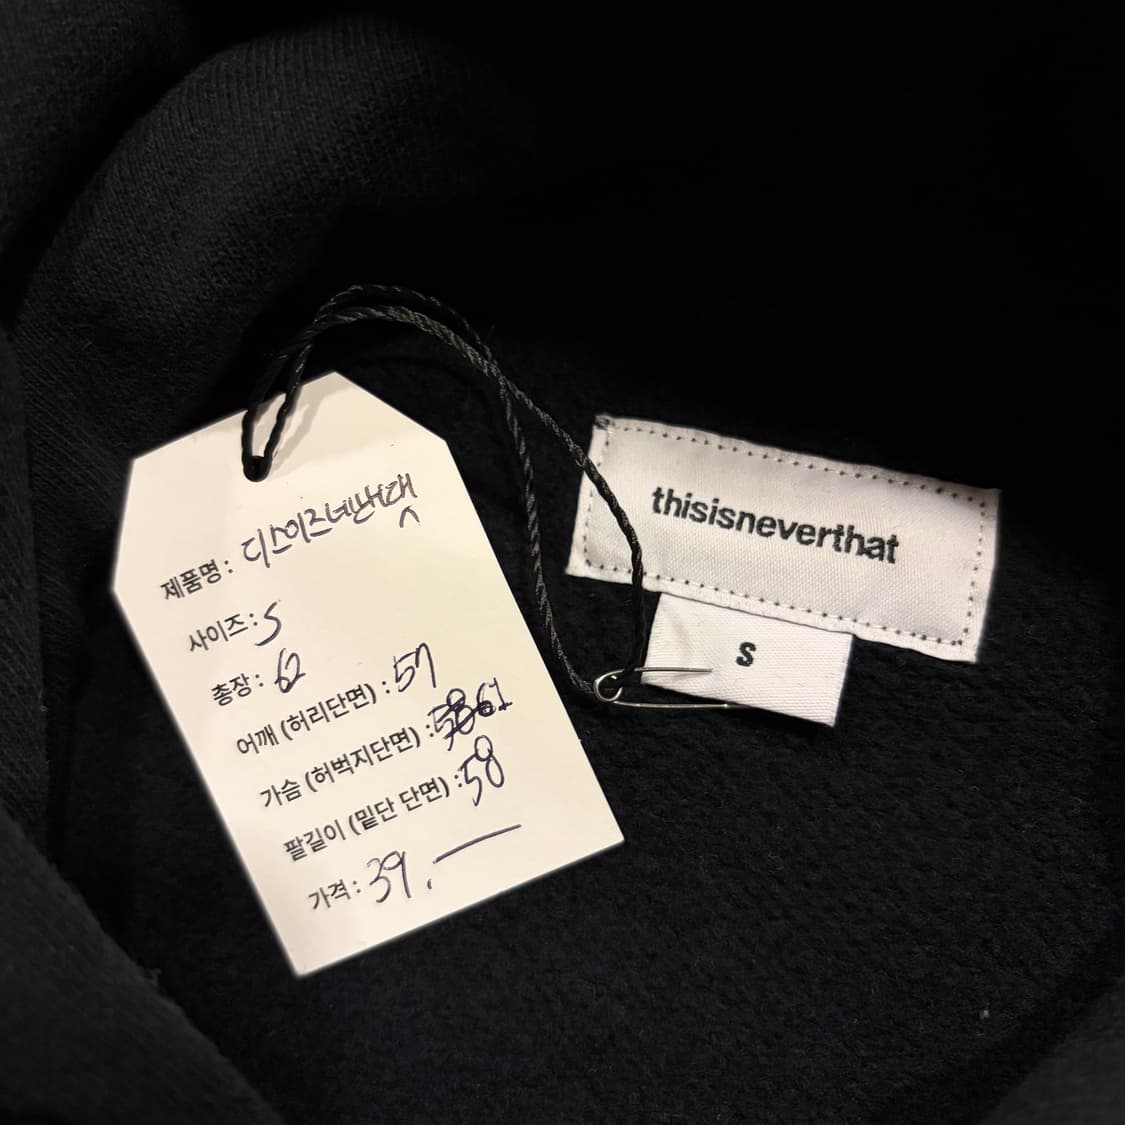 제품명 : 디스이즈네버댓
사이즈 : S
총장 : 62
어깨 (허리단면) : 57
가슴 (허벅지단면) : 61
팔길이 (밑단 단면) : 58
가격 : 39.—
thisisneverthat
S